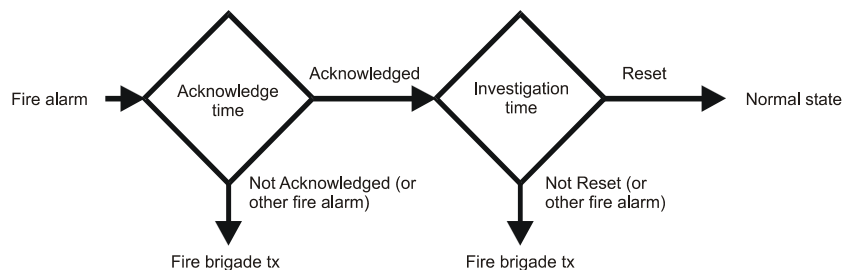 Fire alarm
Acknowledge
time
Acknowledged
Investigation
time
Reset
Normal state
Not Acknowledged (or
other fire alarm)
Not Reset (or
other fire alarm)
Fire brigade tx
Fire brigade tx